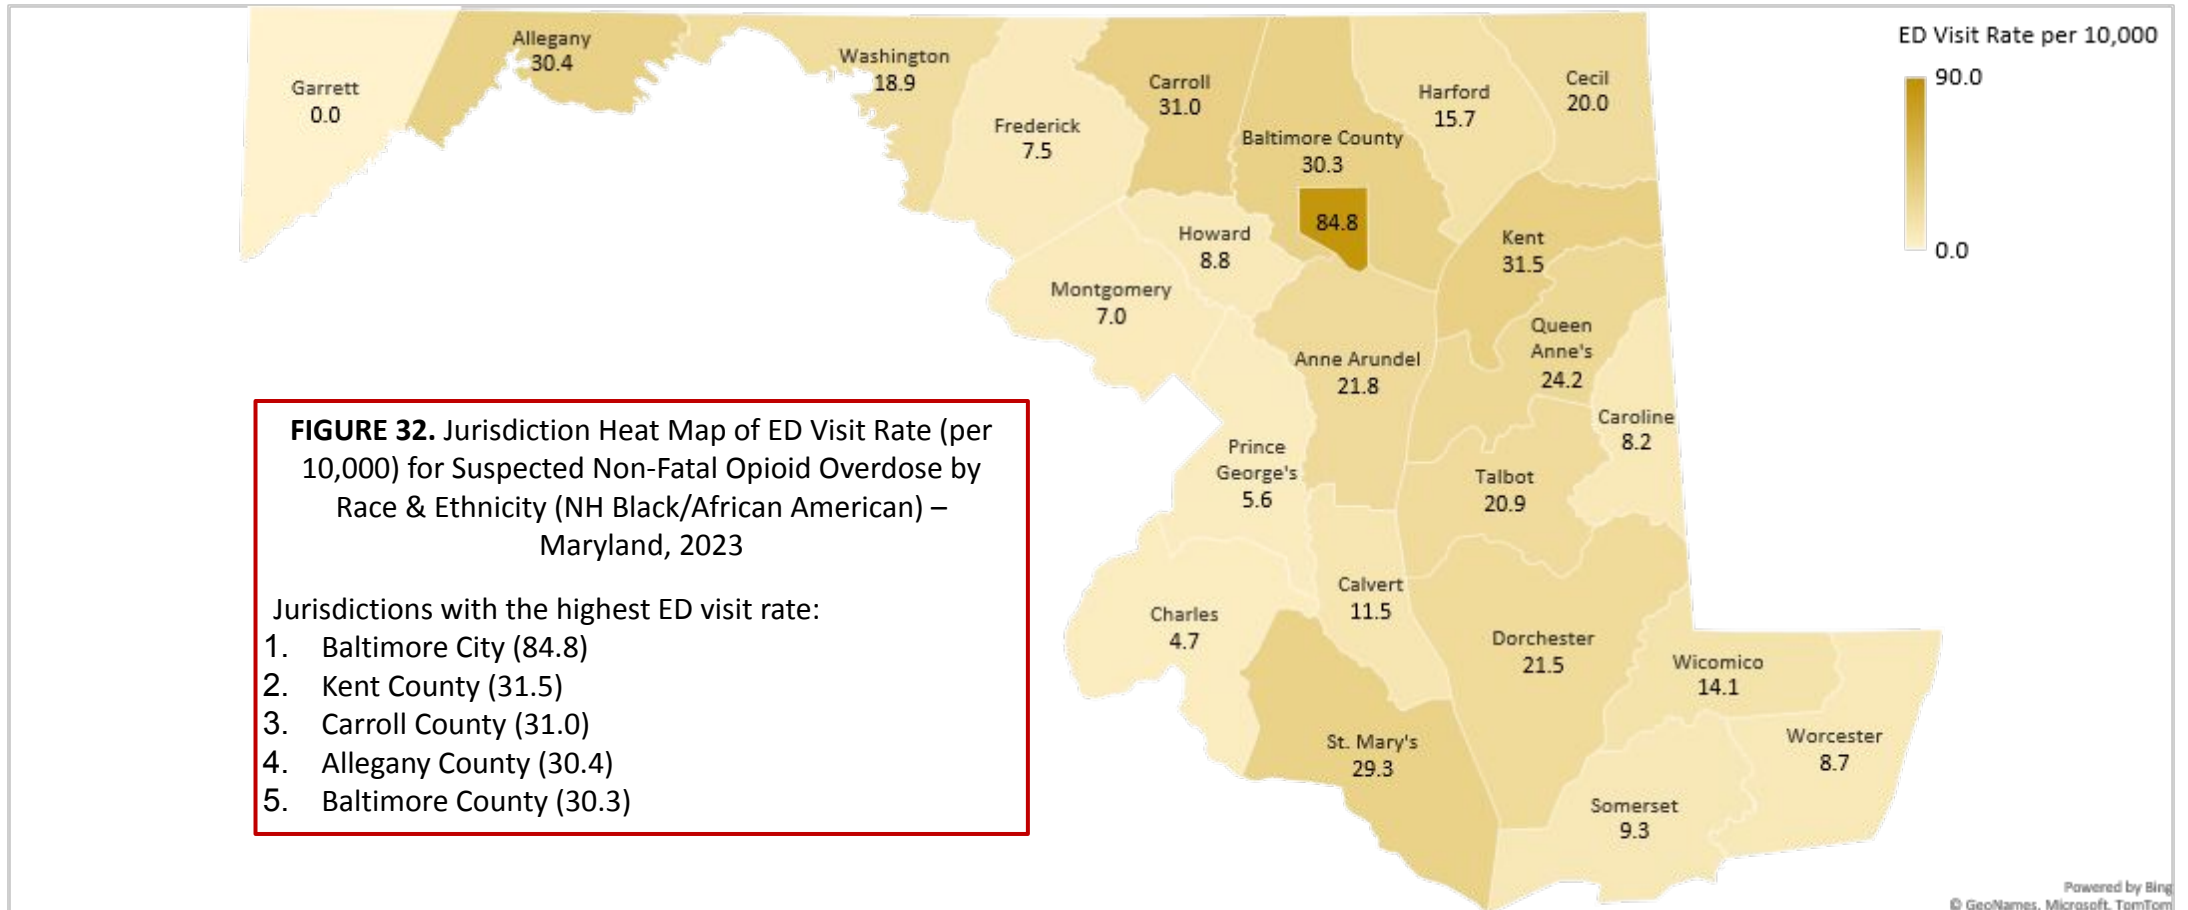 Allegany
30.4
Garrett
0.0
Washington
18.9
Frederick
7.5
Carroll
31.0
Baltimore County
30.3
84.8
Harford
15.7
Cecil
20.0
ED Visit Rate per 10,000
90.0
0.0
Howard
8.8
Montgomery
7.0
Kent
31.5
Queen
Anne's
24.2
Anne Arundel
21.8
Caroline
8.2
Prince
George's
5.6
Talbot
20.9
Calvert
11.5
Charles
4.7
Dorchester
21.5
Wicomico
14.1
St. Mary's
29.3
Worcester
8.7
Somerset
9.3
FIGURE 32. Jurisdiction Heat Map of ED Visit Rate (per
10,000) for Suspected Non-Fatal Opioid Overdose by
Race & Ethnicity (NH Black/African American) –
Maryland, 2023
Jurisdictions with the highest ED visit rate:
1. Baltimore City (84.8)
2. Kent County (31.5)
3. Carroll County (31.0)
4. Allegany County (30.4)
5. Baltimore County (30.3)
Powered by Bing
© GeoNames, Microsoft, TomTom